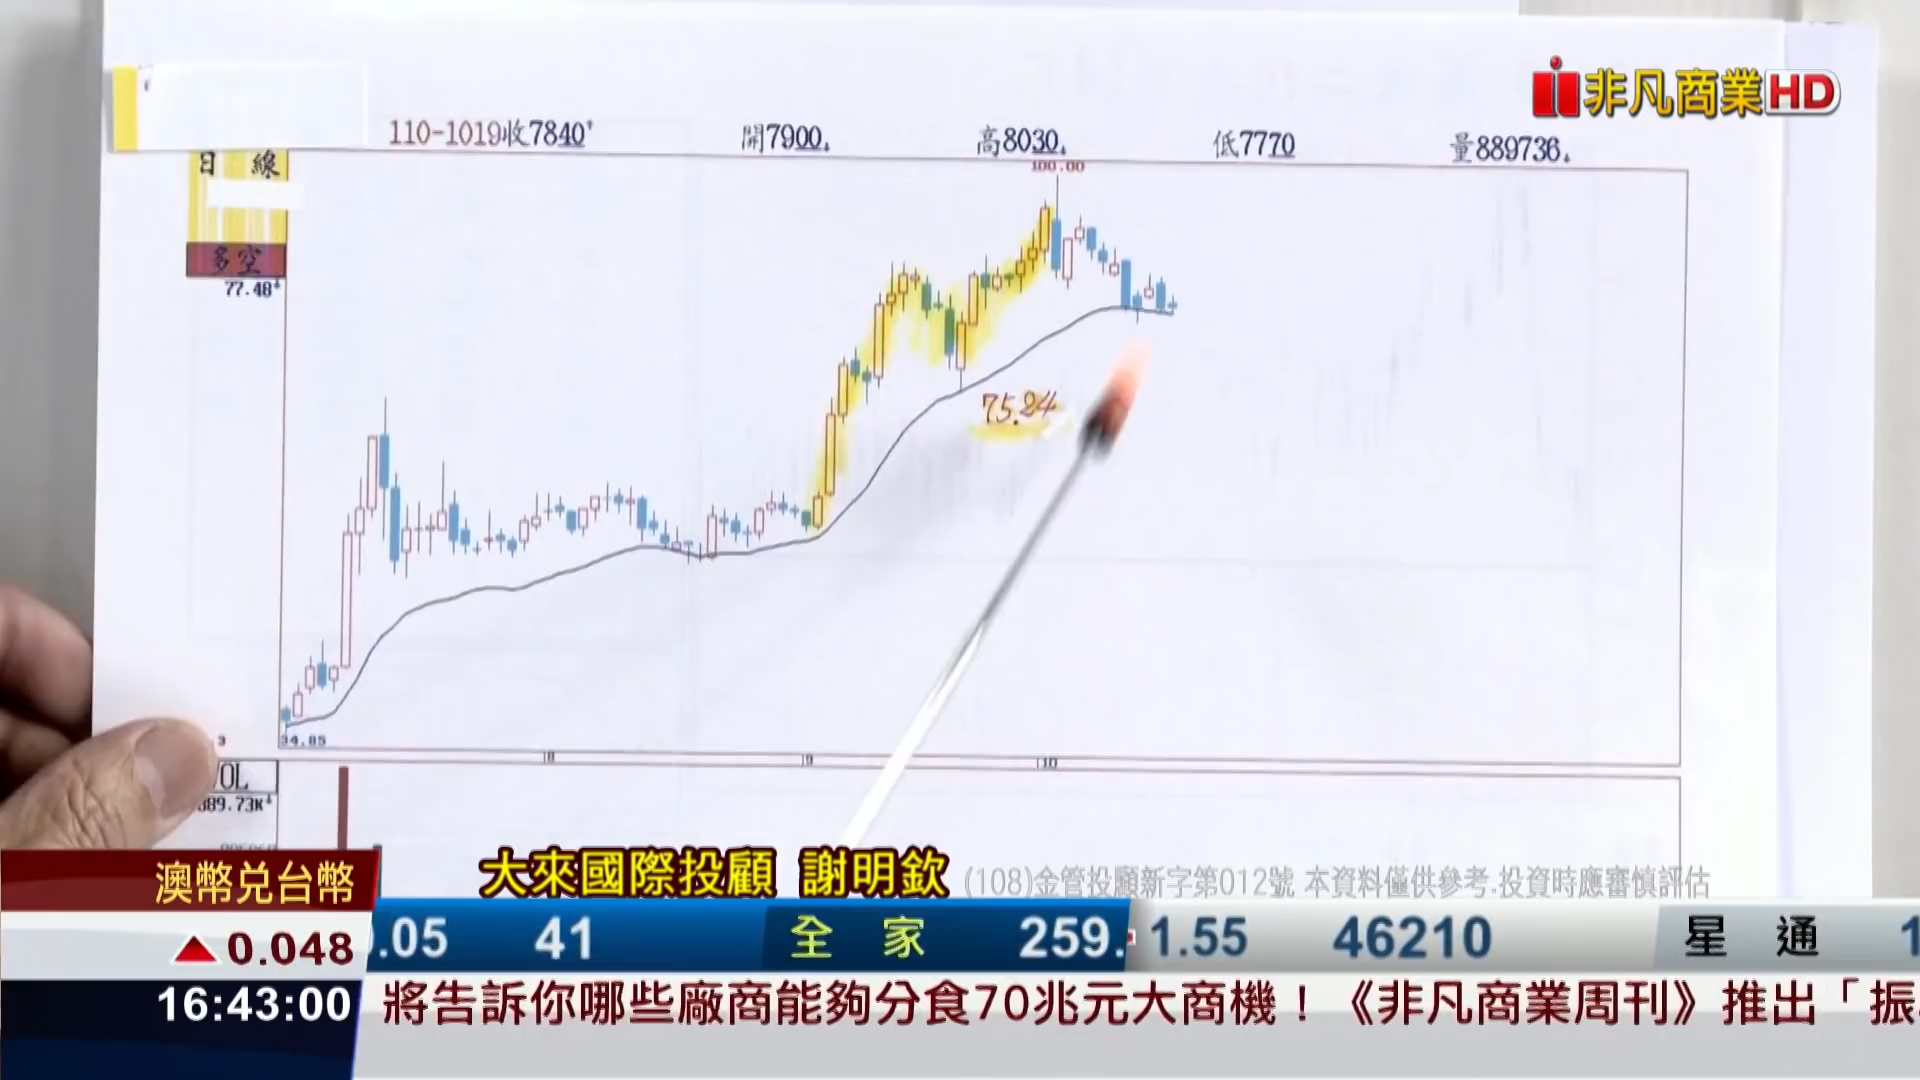 非凡商業HD
110-1019收7840 開7900 高8030 低7770 量889736
100.00
日線
多空
77.48
75.24
34.85
8 9 10
VOL
889.73K
大來國際投顧 謝明欽 (108)金管投顧新字第012號 本資料僅供參考,投資時應審慎評估
澳幣兌台幣
▲0.048
.05 41 全家 259. 1.55 46210 星通 1
16:43:00
將告訴你哪些廠商能夠分食70兆元大商機!《非凡商業周刊》推出「振